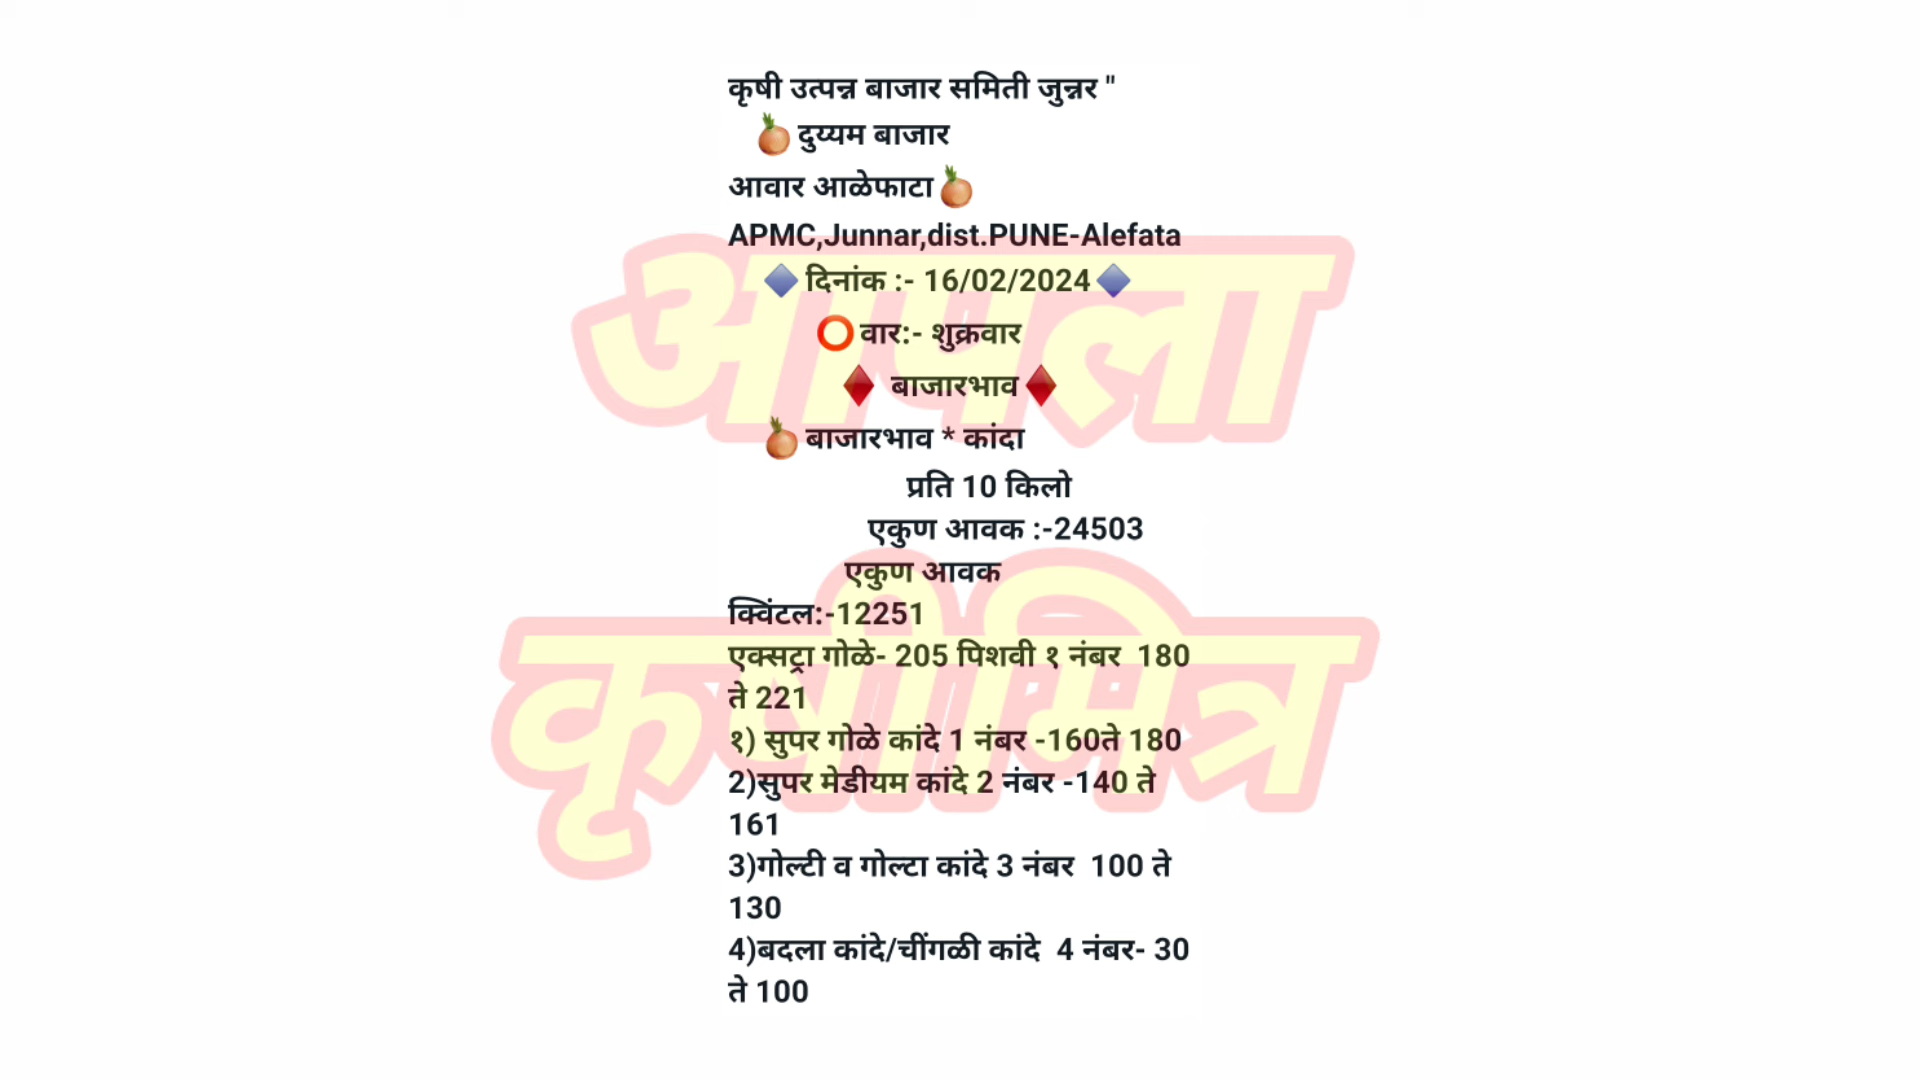 कृषी उत्पन्न बाजार समिती जुन्नर "
दुय्यम बाजार
आवार आळेफाटा
APMC,Junnar,dist.PUNE-Alefata
दिनांक :- 16/02/2024
वार:- शुक्रवार
बाजारभाव
बाजारभाव * कांदा
प्रति 10 किलो
एकुण आवक :-24503
एकुण आवक
क्विंटल:-12251
एक्सट्रा गोळे- 205 पिशवी १ नंबर 180
ते 221
१) सुपर गोळे कांदे 1 नंबर -160ते 180
2)सुपर मेडीयम कांदे 2 नंबर -140 ते
161
3)गोल्टी व गोल्टा कांदे 3 नंबर 100 ते
130
4)बदला कांदे/चींगळी कांदे 4 नंबर- 30
ते 100
आपला
कृषीमित्र